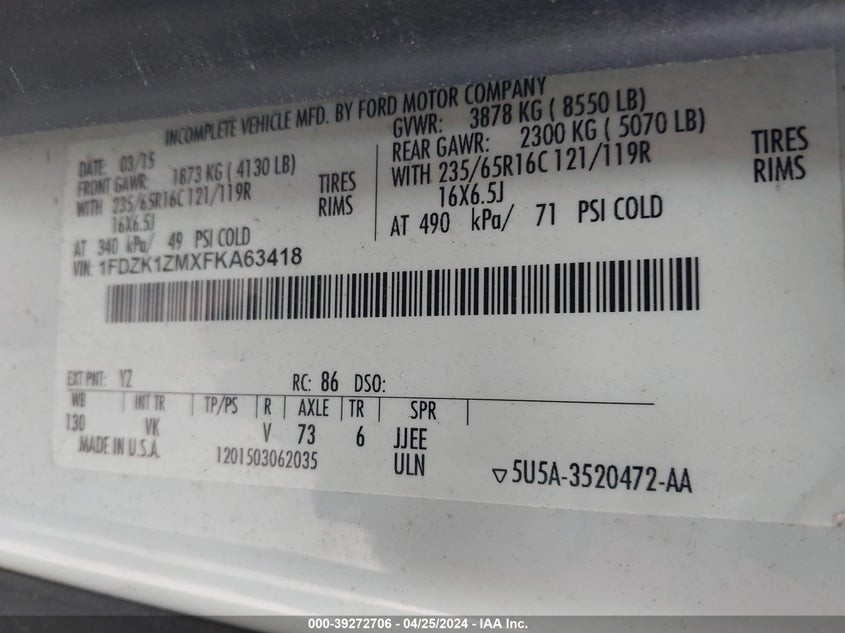 INCOMPLETE VEHICLE MFD. BY FORD MOTOR COMPANY
DATE: 03/15
FRONT GAWR: 1873 KG ( 4130 LB)
WITH 235/65R16C 121/119R TIRES
16X6.5J RIMS
AT 340 kPa/ 49 PSI COLD
GVWR: 3878 KG ( 8550 LB)
REAR GAWR: 2300 KG ( 5070 LB)
WITH 235/65R16C 121/119R TIRES
16X6.5J RIMS
AT 490 kPa/ 71 PSI COLD
VIN: 1FDZK1ZMXFKA63418
EXT PNT: YZ RC: 86 DSO:
WB INT TR TP/PS R AXLE TR SPR
130 VK V 73 6 JJEE
MADE IN U.S.A. 1201503062035 ULN ▽5U5A-3520472-AA
000-39272706 - 04/25/2024 - IAA Inc.